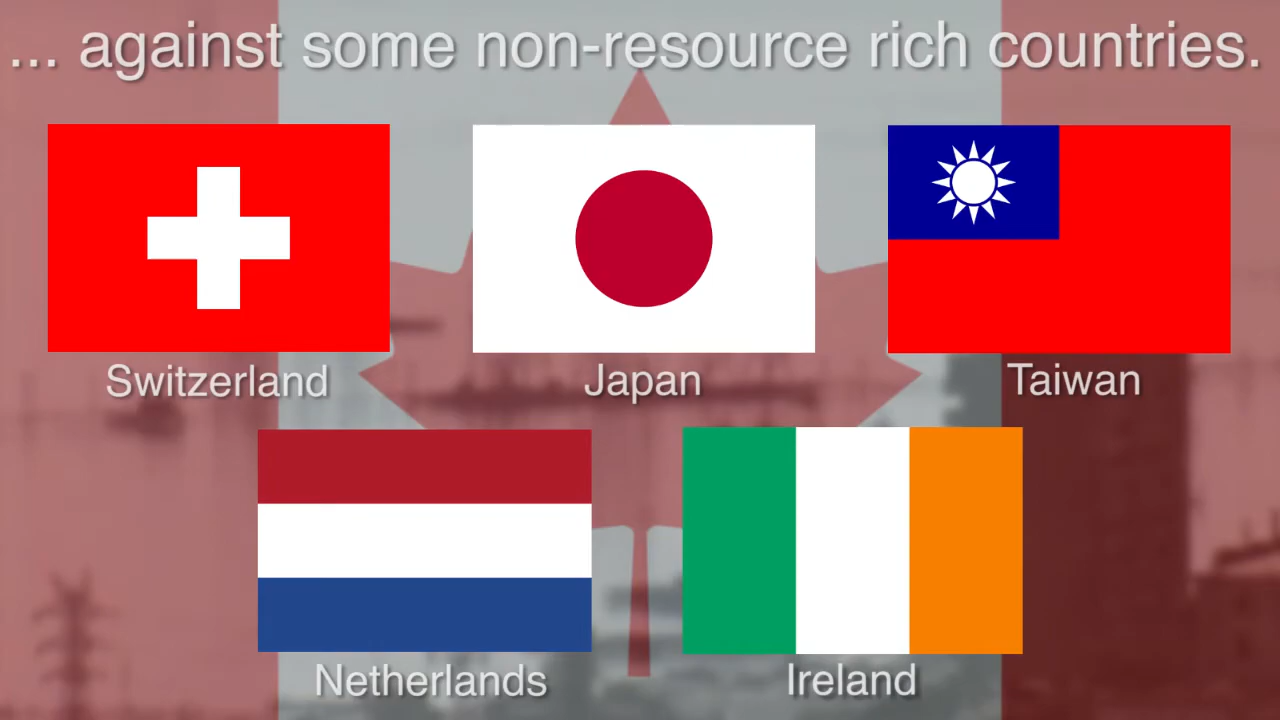 ... against some non-resource rich countries.
Switzerland
Japan
Taiwan
Netherlands
Ireland